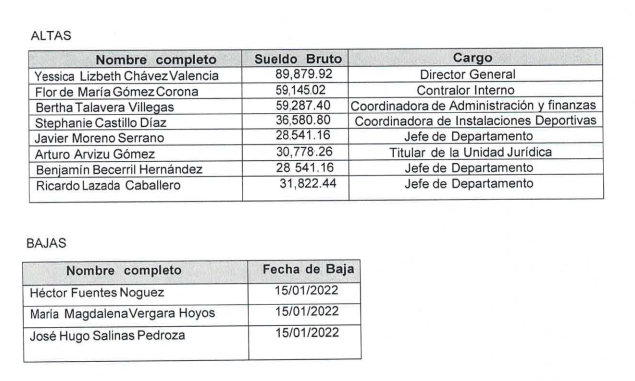 ALTAS
Nombre completo Sueldo Bruto Cargo
Yessica Lizbeth Chávez Valencia 89,879.92 Director General
Flor de María Gómez Corona 59,145.02 Contralor Interno
Bertha Talavera Villegas 59,287.40 Coordinadora de Administración y finanzas
Stephanie Castillo Díaz 36,580.80 Coordinadora de Instalaciones Deportivas
Javier Moreno Serrano 28,541.16 Jefe de Departamento
Arturo Arvizu Gómez 30,778.26 Titular de la Unidad Jurídica
Benjamín Becerril Hernández 28 541.16 Jefe de Departamento
Ricardo Lazada Caballero 31,822.44 Jefe de Departamento
BAJAS
Nombre completo Fecha de Baja
Héctor Fuentes Noguez 15/01/2022
María Magdalena Vergara Hoyos 15/01/2022
José Hugo Salinas Pedroza 15/01/2022